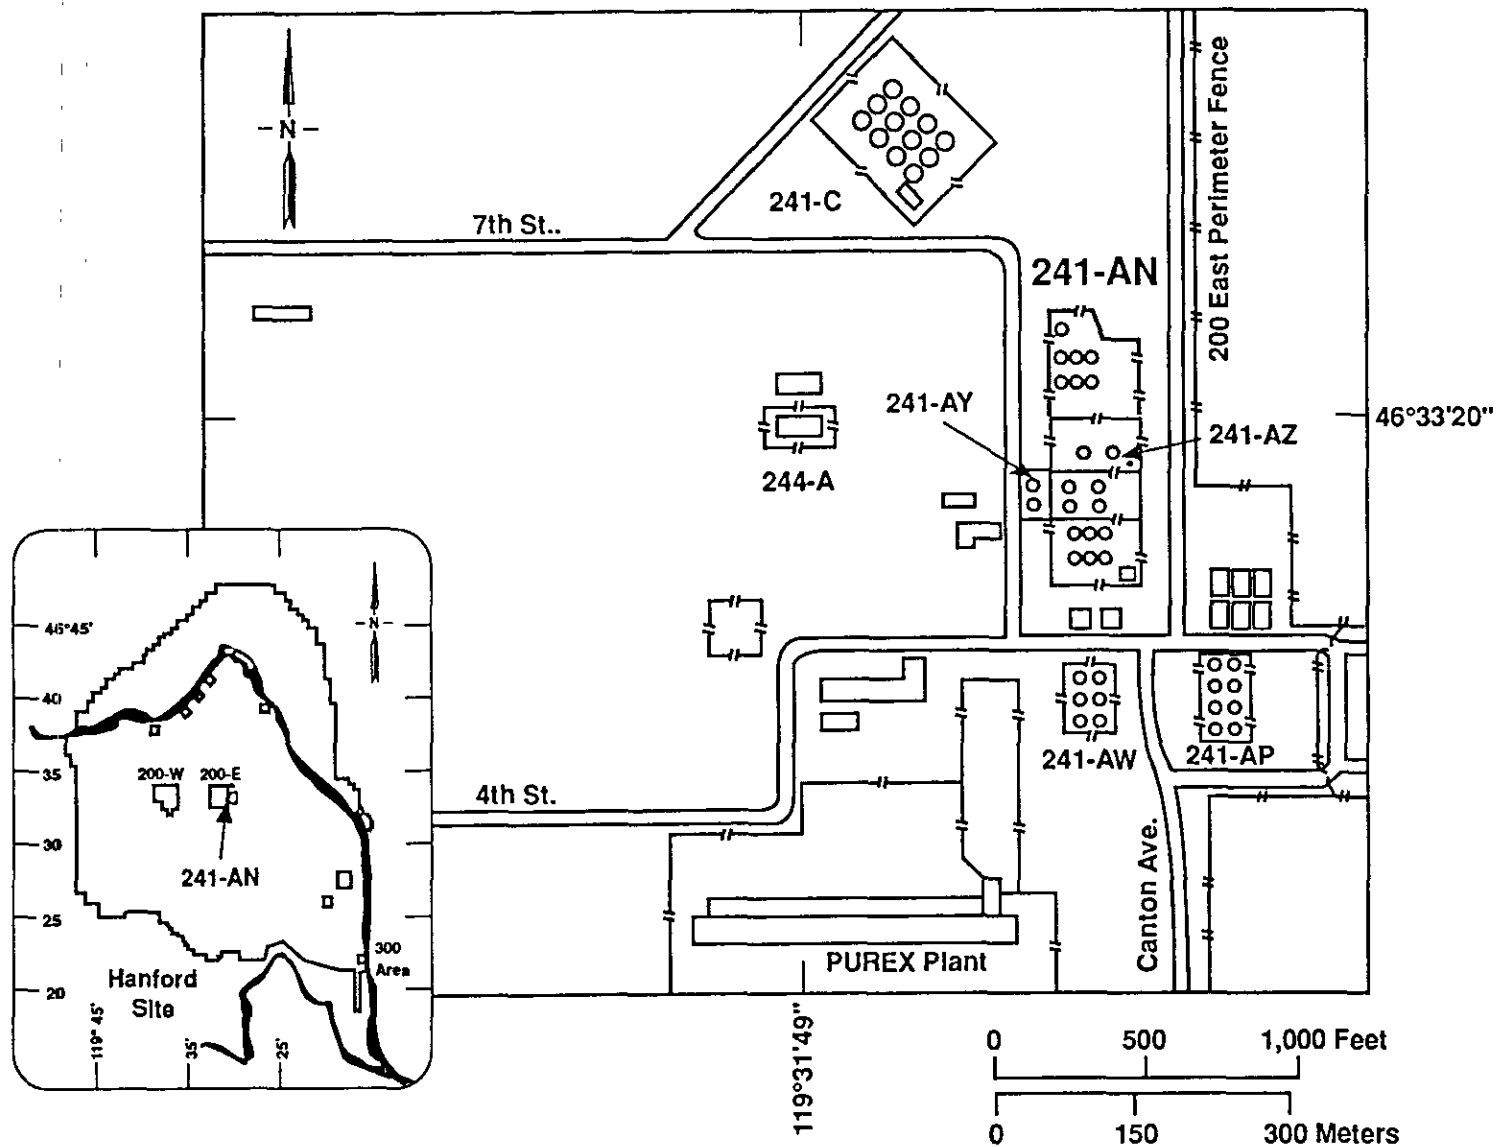 N
241-C
7th St..
241-AN
200 East Perimeter Fence
241-AY
46°33'20"
241-AZ
244-A
241-AW
241-AP
4th St.
Canton Ave.
PUREX Plant
119°31'49"
0 500 1,000 Feet
0 150 300 Meters
N
46°45'
40
35
30
25
20
200-W 200-E
241-AN
300
Area
Hanford
Site
119° 45'
35'
25'